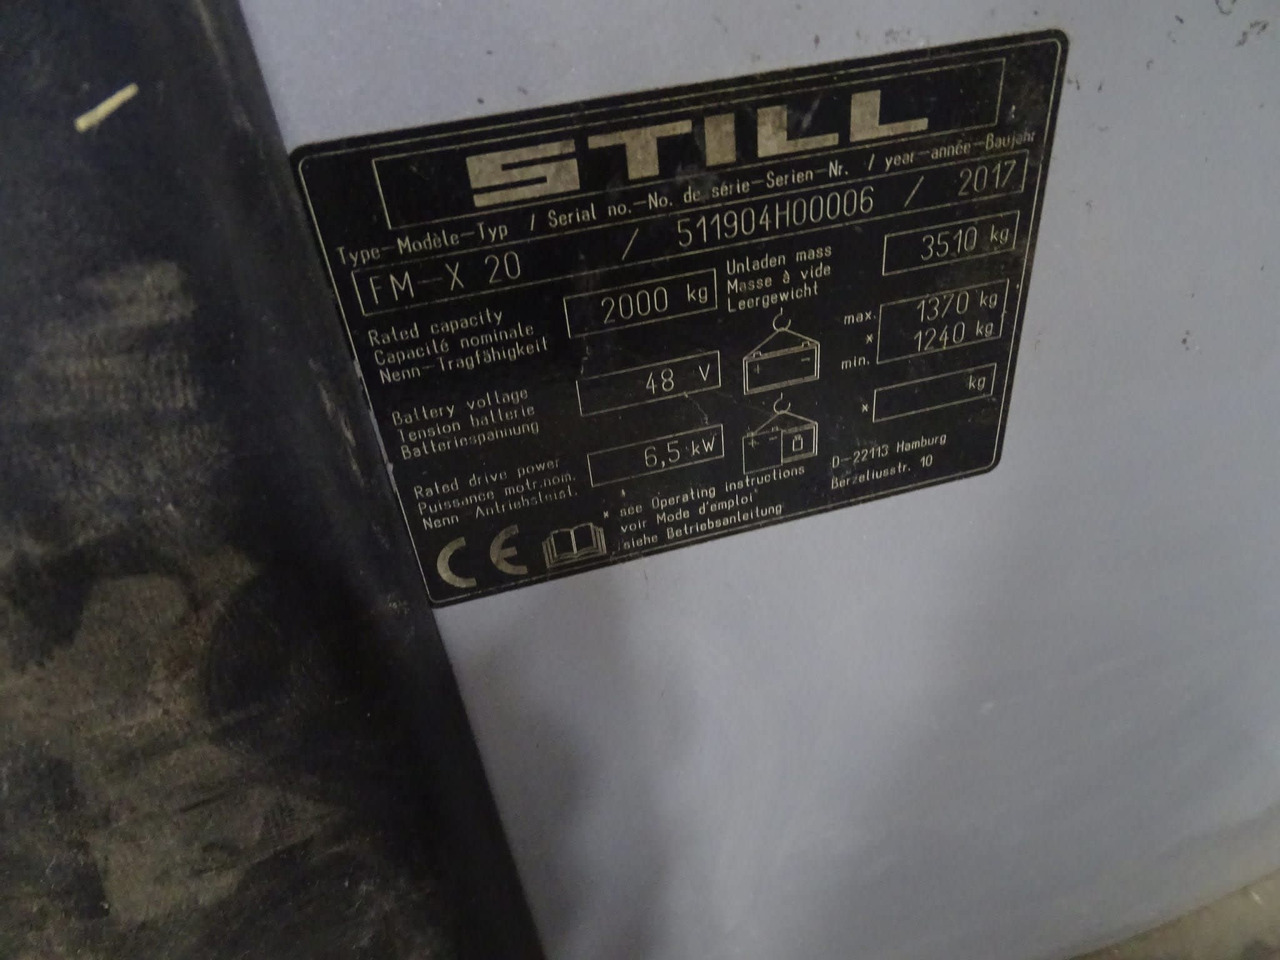 STILL
Type-Modèle-Typ / Serial no.-No. de série-Serien-Nr. / year-année-Baujahr
FM-X 20 / 511904H00006 / 2017
Rated capacity
Capacité nominale
Nenn-Tragfähigkeit
2000 kg
Unladen mass
Masse à vide
Leergewicht
3510 kg
Battery voltage
Tension batterie
Batteriespannung
48 V
+ -
max. 1370 kg
*
min. 1240 kg
Rated drive power
Puissance motr.nom.
Nenn Antriebsleist.
6,5 kW
+ -
* kg
CE
* see Operating instructions
voir Mode d'emploi
siehe Betriebsanleitung
D-22113 Hamburg
Berzeliusstr. 10